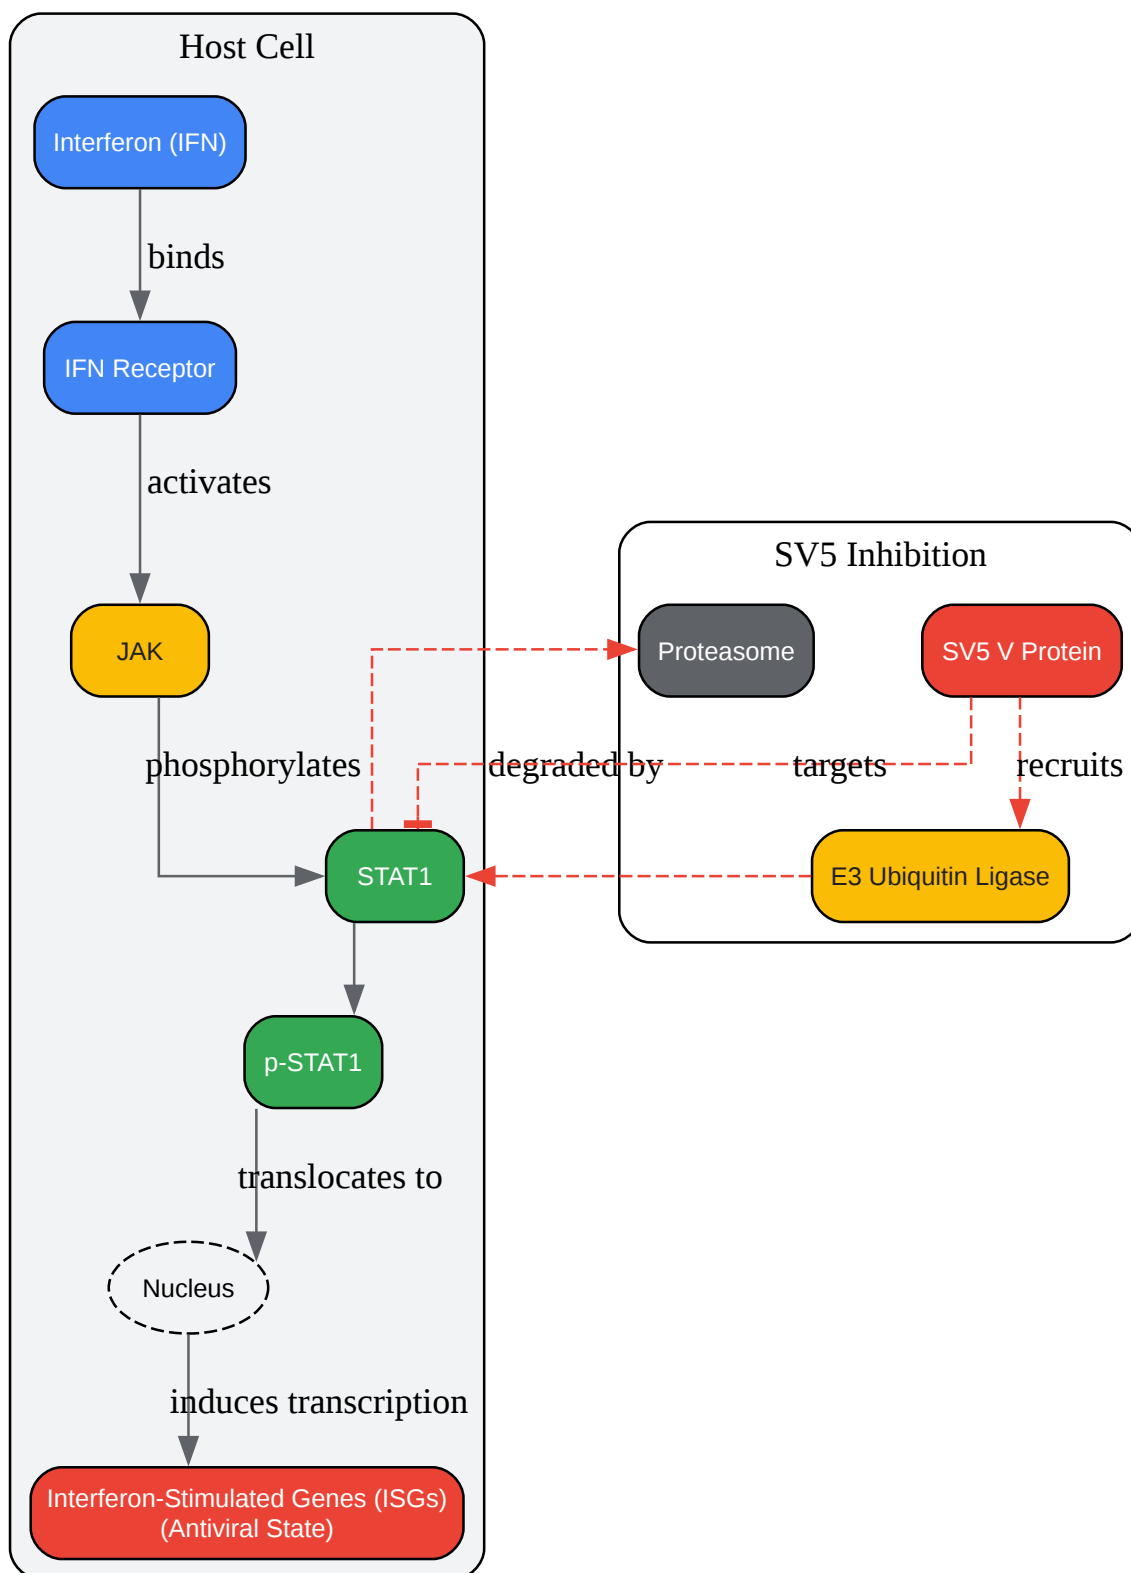 Host Cell
Interferon (IFN)
binds
IFN Receptor
activates
SV5 Inhibition
JAK
Proteasome
SV5 V Protein
phosphorylates
degraded by
targets
recruits
STAT1
E3 Ubiquitin Ligase
p-STAT1
translocates to
Nucleus
induces transcription
Interferon-Stimulated Genes (ISGs)
(Antiviral State)